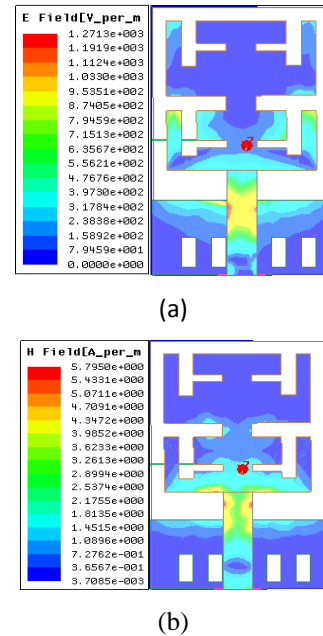 E Field[V_per_m
1.2713e+003
1.1919e+003
1.1124e+003
1.0330e+003
9.5351e+002
8.7405e+002
7.9459e+002
7.1513e+002
6.3567e+002
5.5621e+002
4.7676e+002
3.9730e+002
3.1784e+002
2.3838e+002
1.5892e+002
7.9459e+001
0.0000e+000
(a)
H Field[A_per_m
5.7950e+000
5.4331e+000
5.0711e+000
4.7091e+000
4.3472e+000
3.9852e+000
3.6233e+000
3.2613e+000
2.8994e+000
2.5374e+000
2.1755e+000
1.8135e+000
1.4515e+000
1.0896e+000
7.2762e-001
3.6567e-001
3.7085e-003
(b)